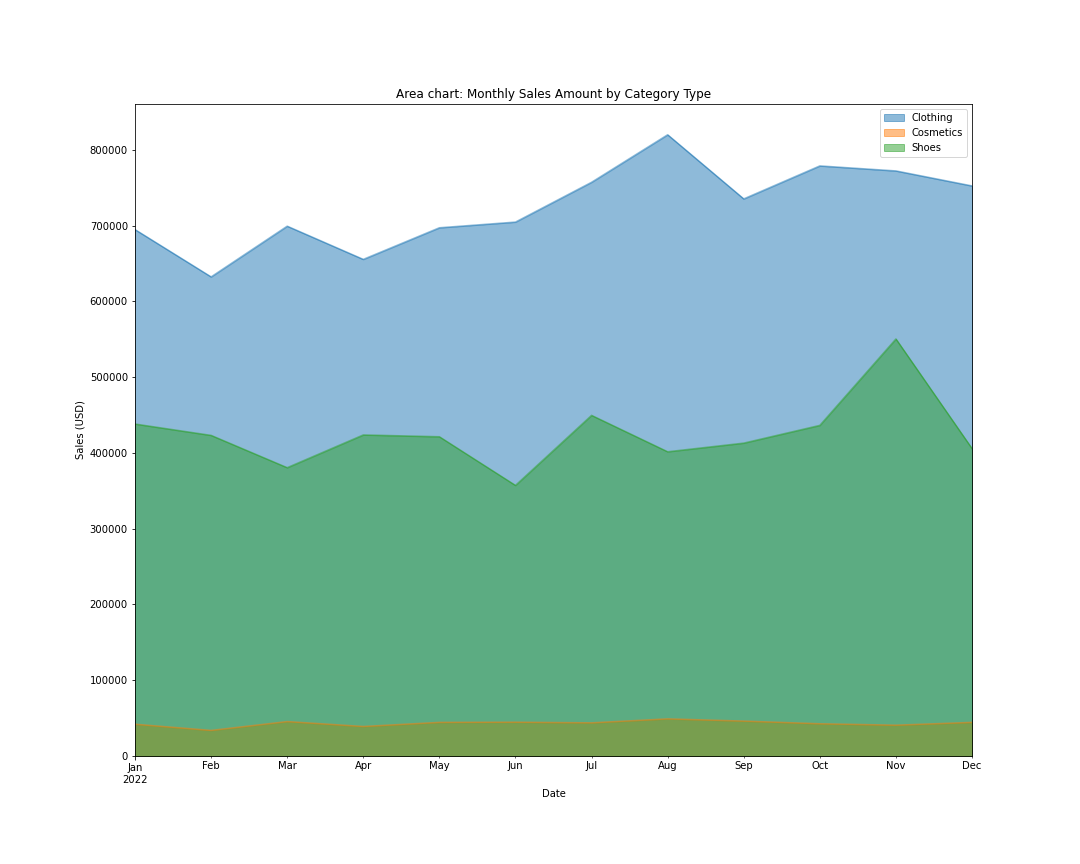 Area chart: Monthly Sales Amount by Category Type
Clothing
Cosmetics
Shoes
800000
700000
600000
500000
400000
300000
200000
100000
0
Sales (USD)
Jan
2022
Feb
Mar
Apr
May
Jun
Jul
Aug
Sep
Oct
Nov
Dec
Date